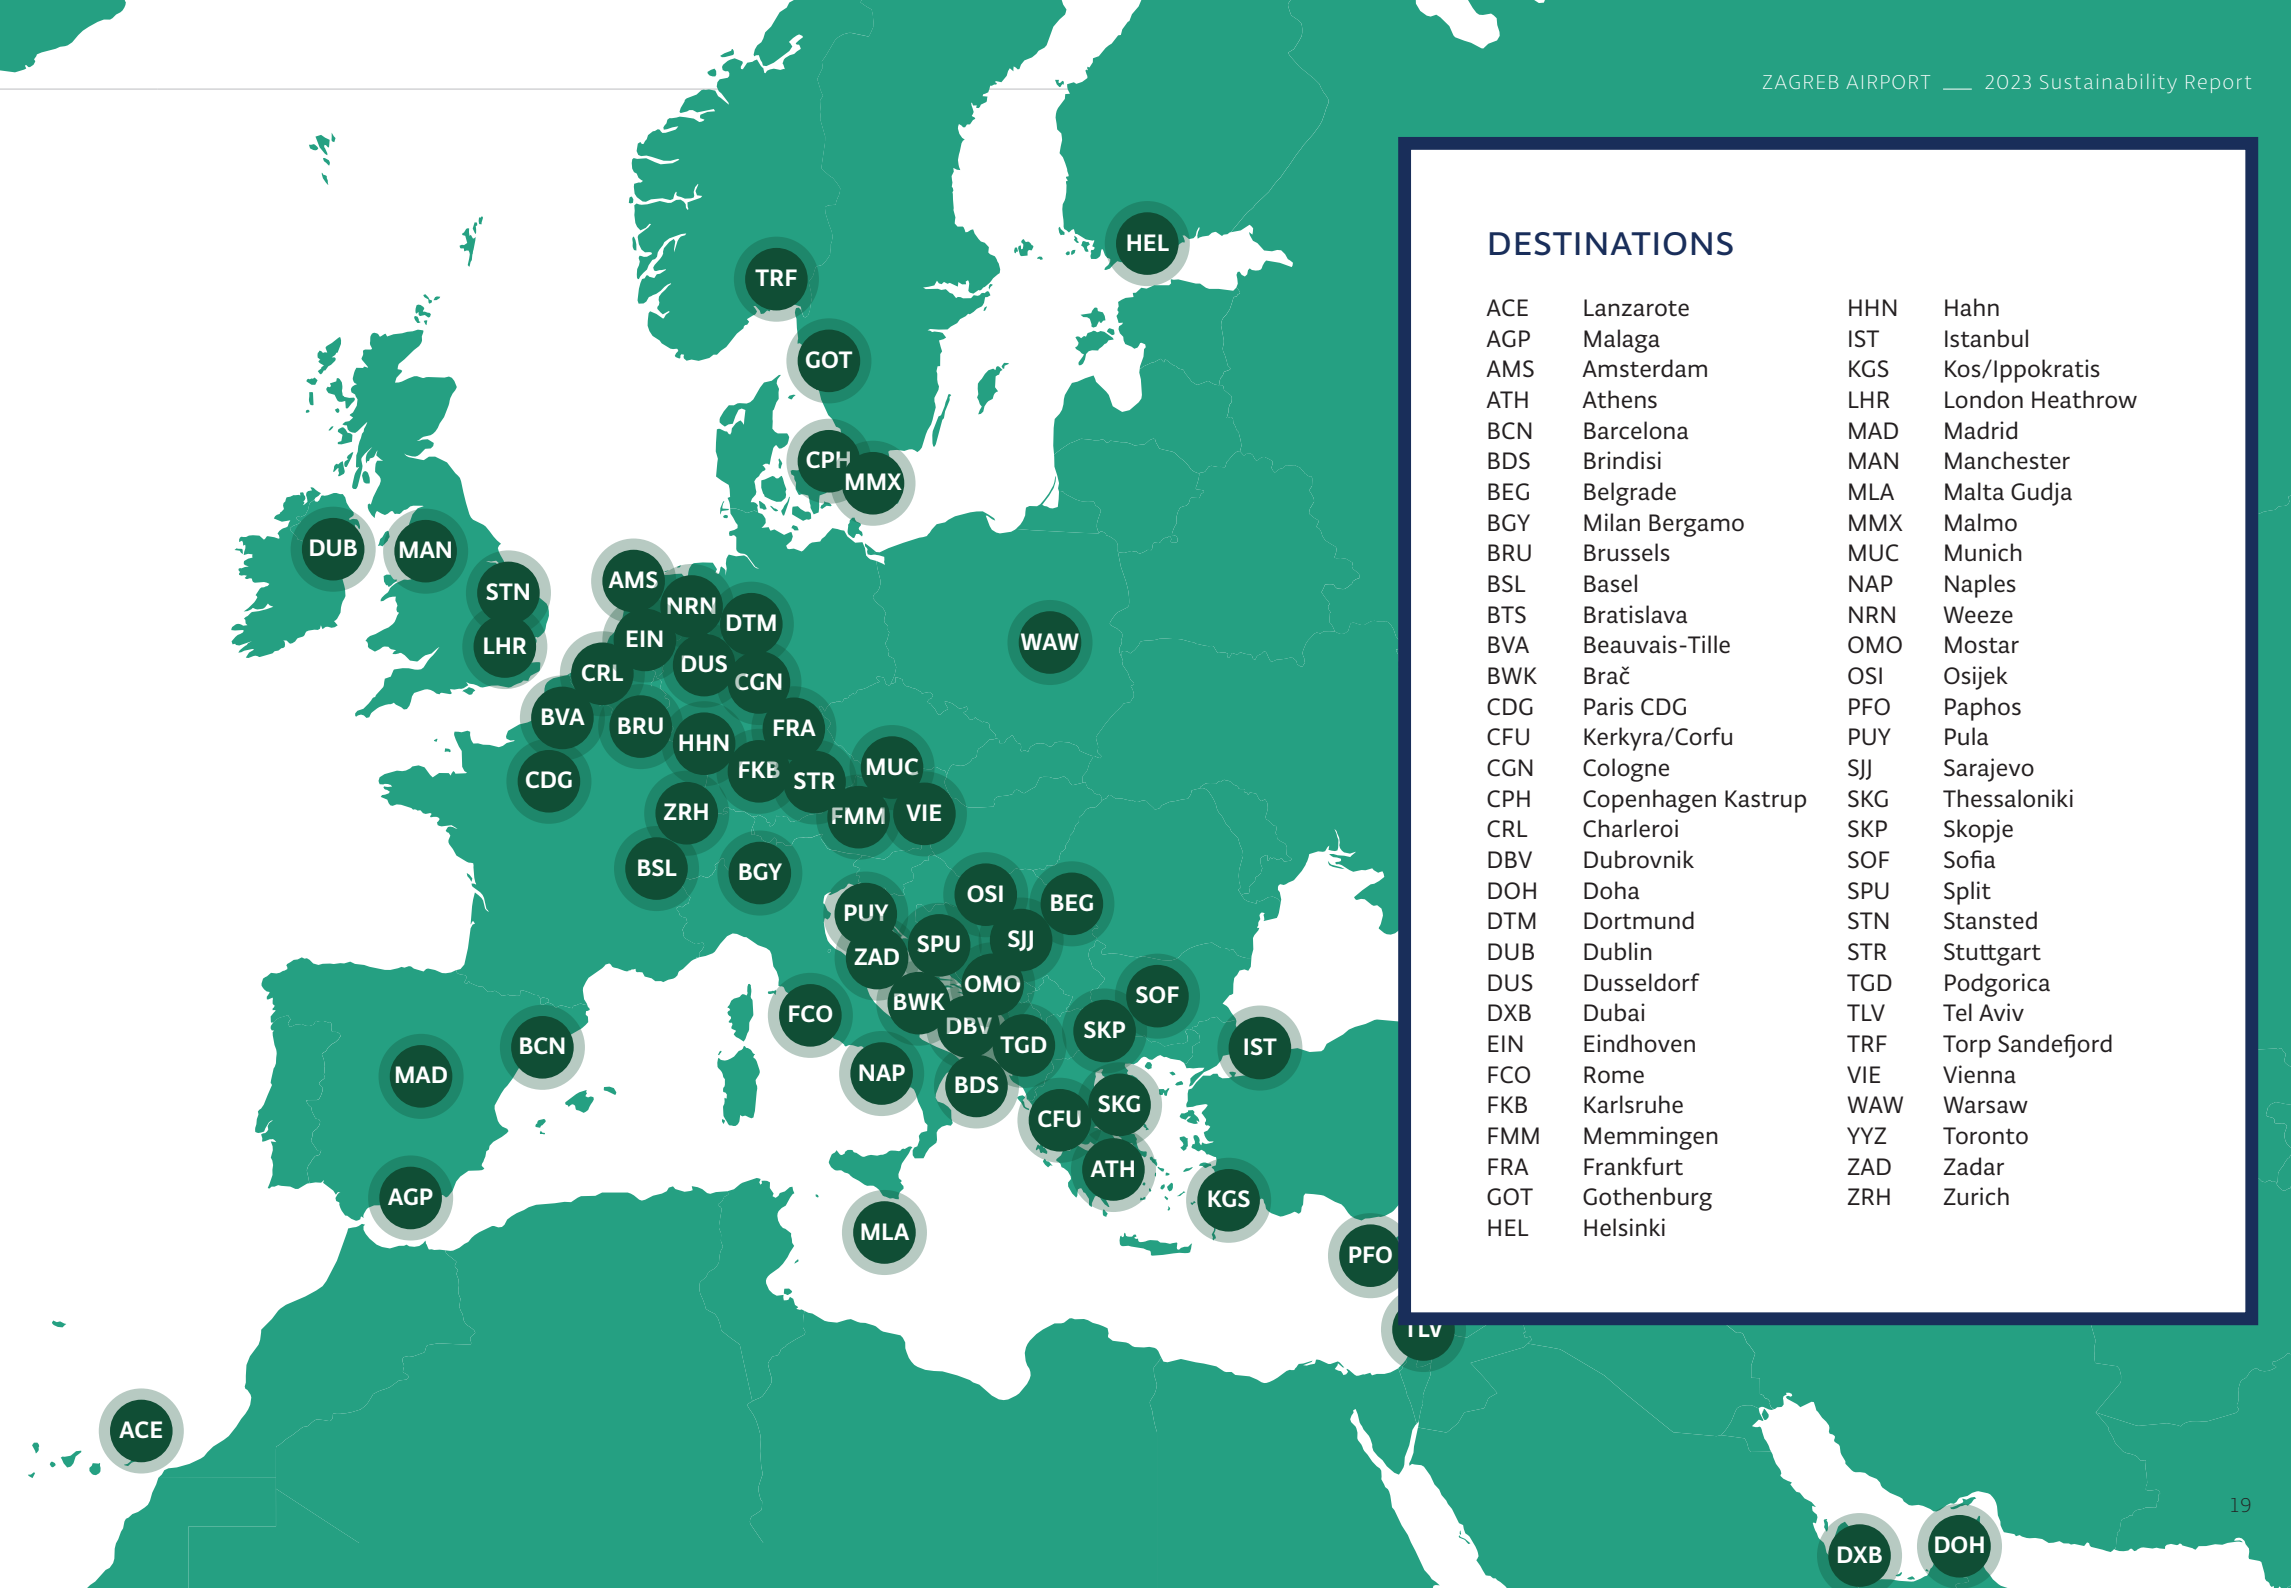 ZAGREB AIRPORT __ 2023 Sustainability Report
HEL
TRF
GOT
CPH
MMX
DUB
MAN
STN
AMS
NRN
DTM
EIN
LHR
WAW
DUS
CRL
CGN
BVA
BRU
FRA
HHN
FKB
MUC
CDG
STR
ZRH
FMM
VIE
BSL
BGY
OSI
BEG
PUY
SPU
SJJ
ZAD
OMO
SOF
BWK
FCO
DBV
SKP
TGD
BCN
IST
MAD
NAP
BDS
SKG
CFU
ATH
AGP
KGS
MLA
PFO
TLV
ACE
DXB
DOH
DESTINATIONS
ACE Lanzarote
AGP Malaga
AMS Amsterdam
ATH Athens
BCN Barcelona
BDS Brindisi
BEG Belgrade
BGY Milan Bergamo
BRU Brussels
BSL Basel
BTS Bratislava
BVA Beauvais-Tille
BWK Brač
CDG Paris CDG
CFU Kerkyra/Corfu
CGN Cologne
CPH Copenhagen Kastrup
CRL Charleroi
DBV Dubrovnik
DOH Doha
DTM Dortmund
DUB Dublin
DUS Dusseldorf
DXB Dubai
EIN Eindhoven
FCO Rome
FKB Karlsruhe
FMM Memmingen
FRA Frankfurt
GOT Gothenburg
HEL Helsinki
HHN Hahn
IST Istanbul
KGS Kos/Ippokratis
LHR London Heathrow
MAD Madrid
MAN Manchester
MLA Malta Gudja
MMX Malmo
MUC Munich
NAP Naples
NRN Weeze
OMO Mostar
OSI Osijek
PFO Paphos
PUY Pula
SJJ Sarajevo
SKG Thessaloniki
SKP Skopje
SOF Sofia
SPU Split
STN Stansted
STR Stuttgart
TGD Podgorica
TLV Tel Aviv
TRF Torp Sandefjord
VIE Vienna
WAW Warsaw
YYZ Toronto
ZAD Zadar
ZRH Zurich
19